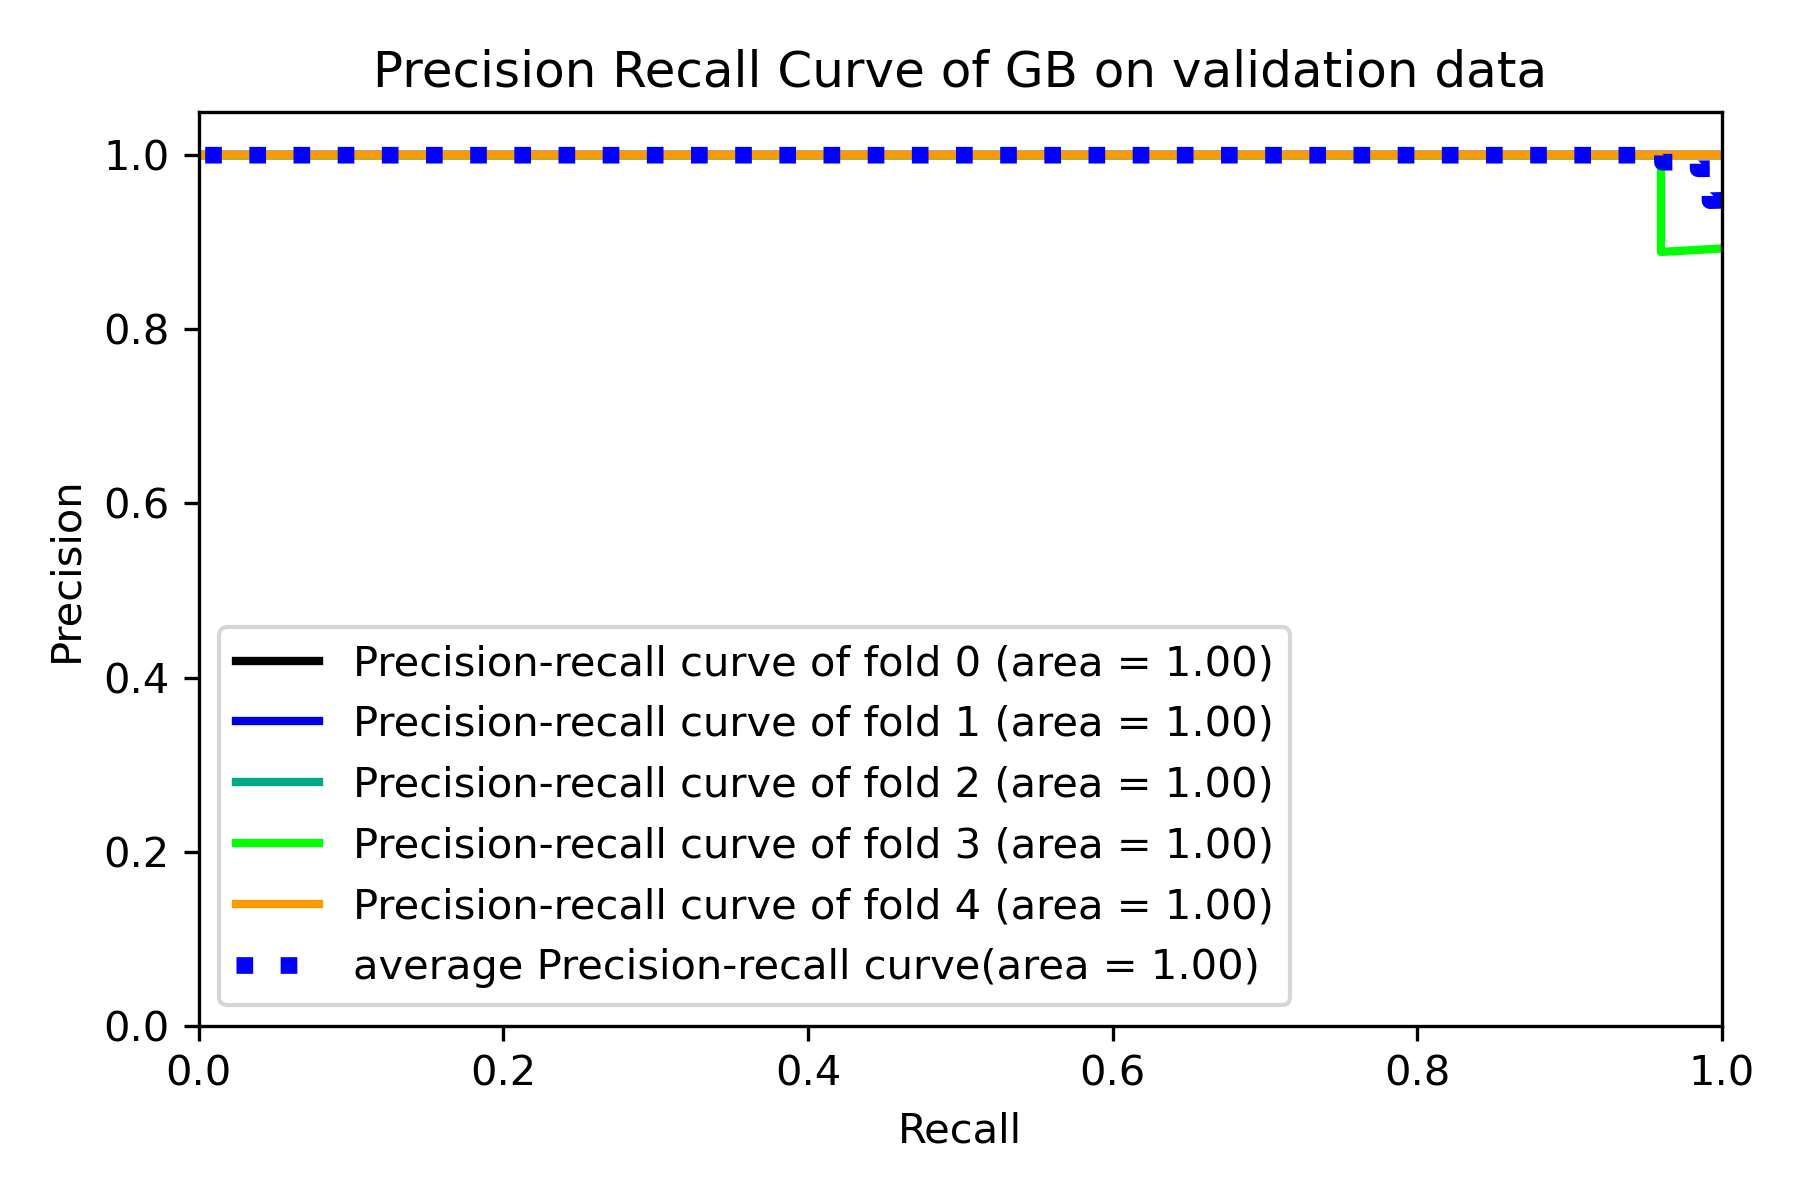 Precision Recall Curve of GB on validation data
1.0
0.8
0.6
0.4
0.2
0.0
Precision
Precision-recall curve of fold 0 (area = 1.00)
Precision-recall curve of fold 1 (area = 1.00)
Precision-recall curve of fold 2 (area = 1.00)
Precision-recall curve of fold 3 (area = 1.00)
Precision-recall curve of fold 4 (area = 1.00)
average Precision-recall curve(area = 1.00)
0.0 0.2 0.4 0.6 0.8 1.0
Recall